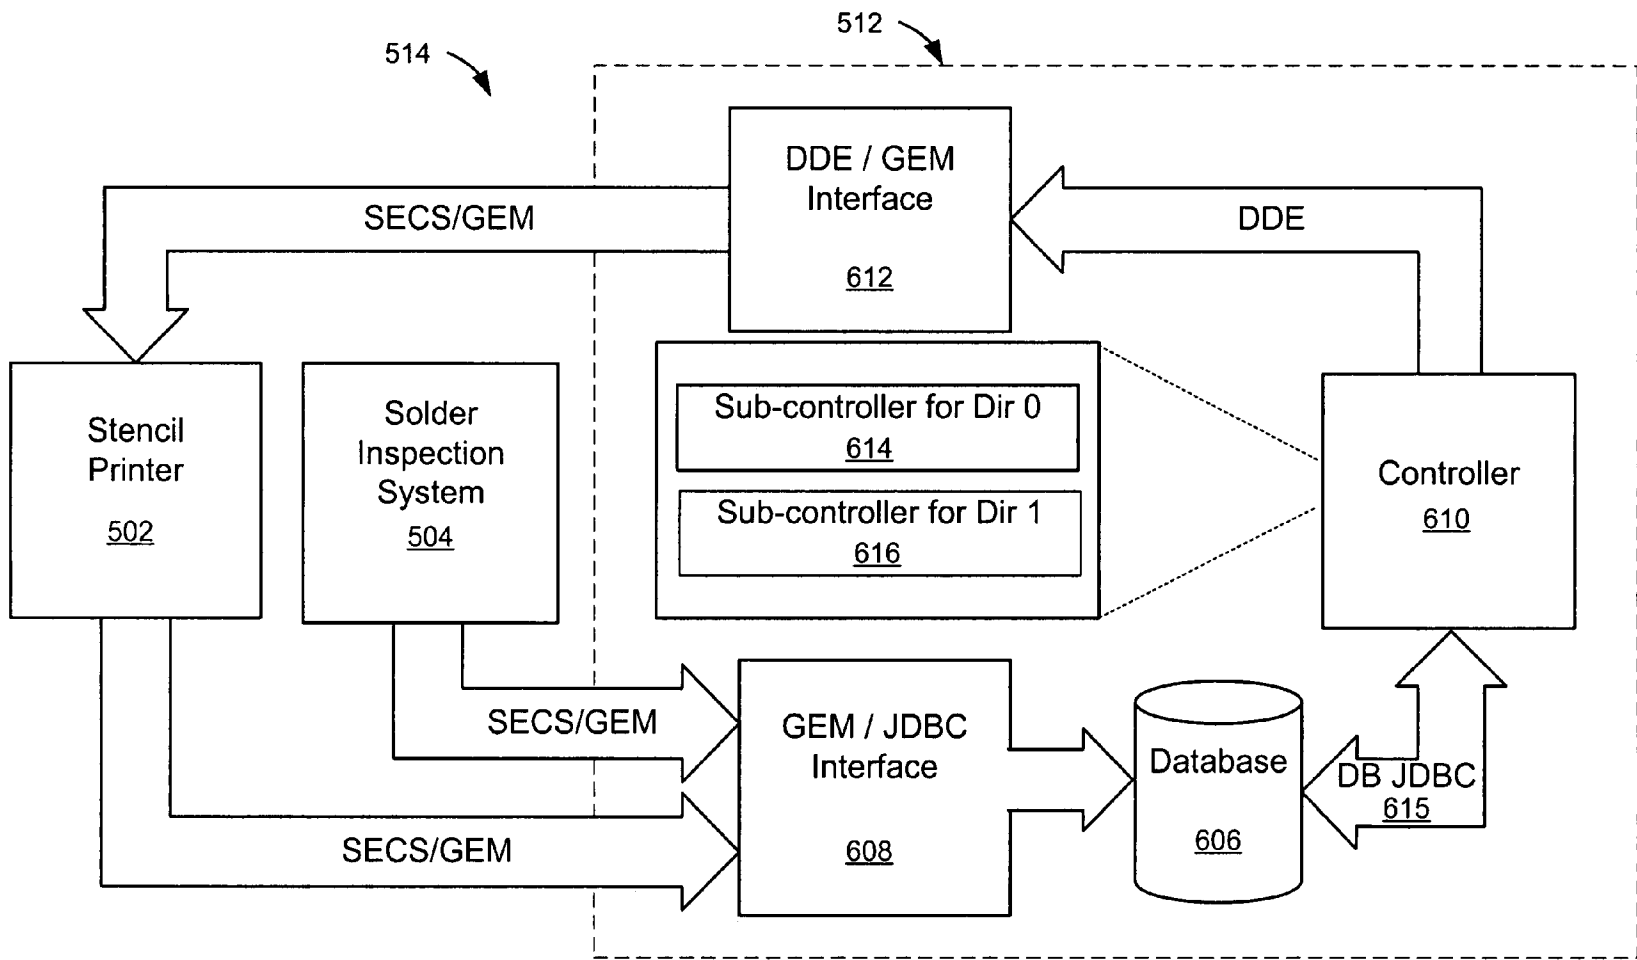 512
514
DDE / GEM
Interface
612
SECS/GEM
DDE
Stencil
Printer
502
Solder
Inspection
System
504
Sub-controller for Dir 0
614
Sub-controller for Dir 1
616
Controller
610
SECS/GEM
GEM / JDBC
Interface
608
Database
606
DB JDBC
615
SECS/GEM